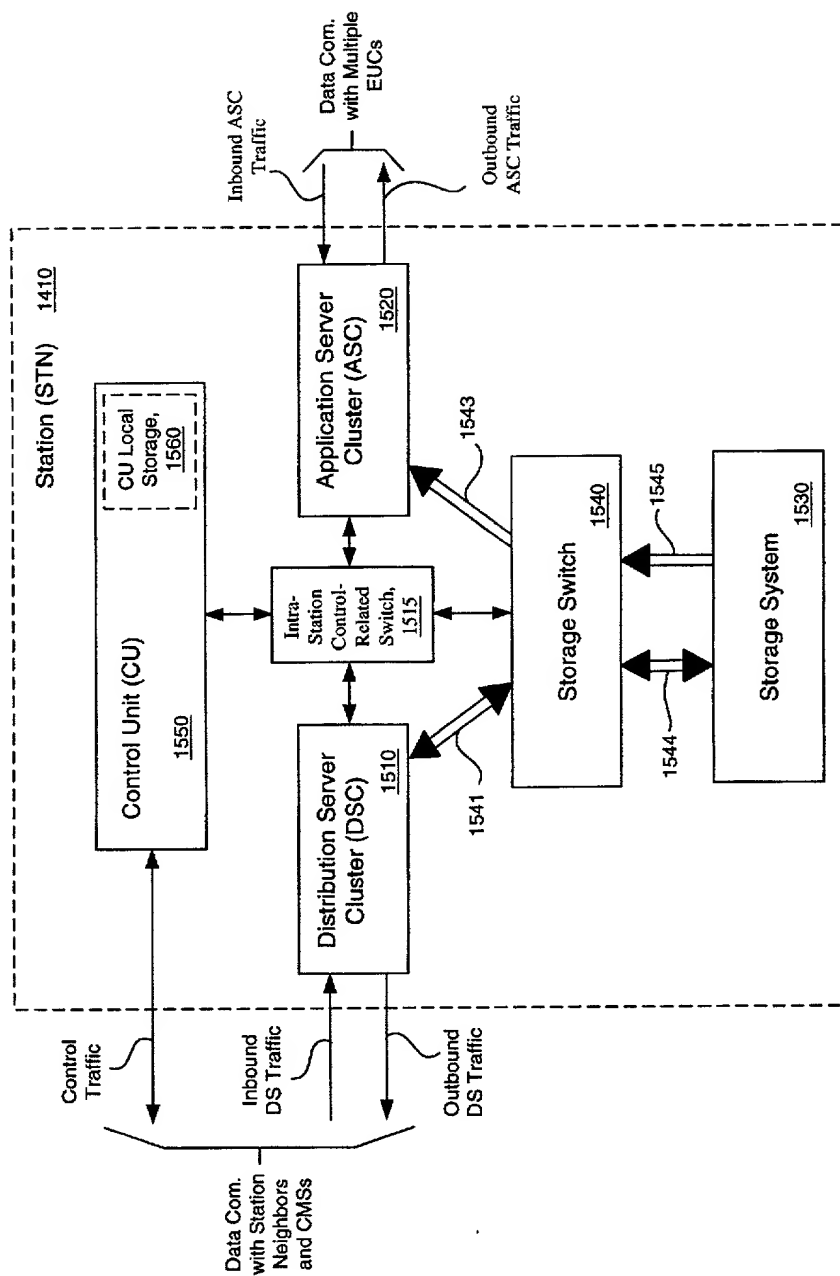 Station (STN) 1410
Control Unit (CU)
1550
CU Local
Storage,
1560
Control
Traffic
Data Com.
with Station
Neighbors
and CMSs
Inbound
DS Traffic
Outbound
DS Traffic
Distribution Server
Cluster (DSC)
1510
Intra-
Station
Control-
Related
Switch,
1515
Application Server
Cluster (ASC)
1520
Inbound ASC
Traffic
Data Com.
with Multiple
EUCs
Outbound
ASC Traffic
1541
1543
Storage Switch
1540
1544
1545
Storage System
1530